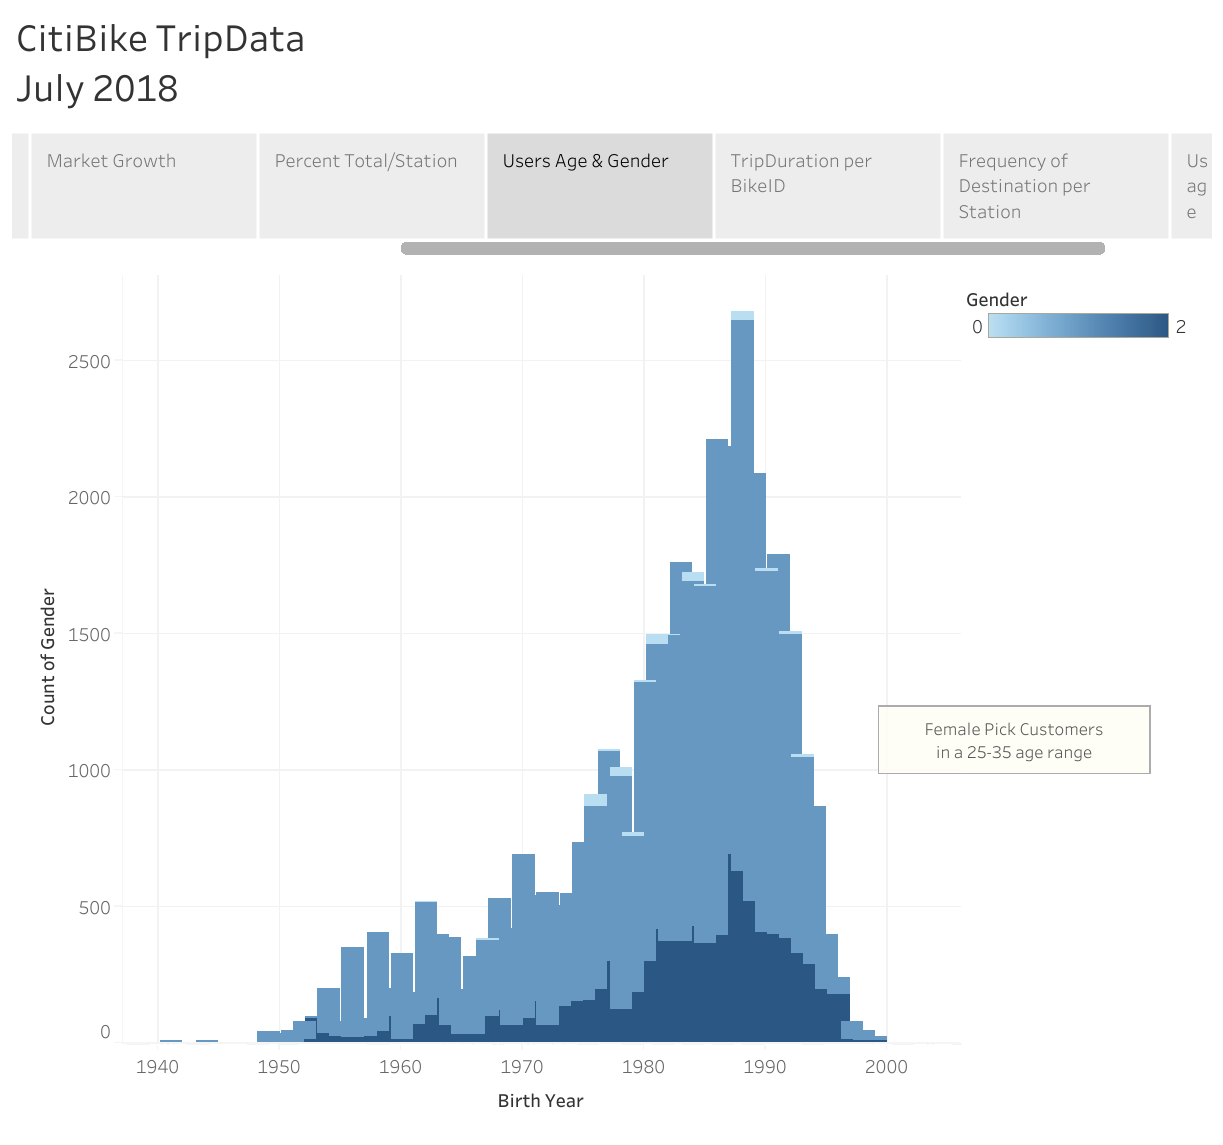 CitiBike TripData
July 2018
Market Growth
Percent Total/Station
Users Age & Gender
TripDuration per
BikeID
Frequency of
Destination per
Station
Us
ag
e
Gender
0
2
2500
2000
1500
1000
500
0
Count of Gender
Female Pick Customers
in a 25-35 age range
1940
1950
1960
1970
1980
1990
2000
Birth Year